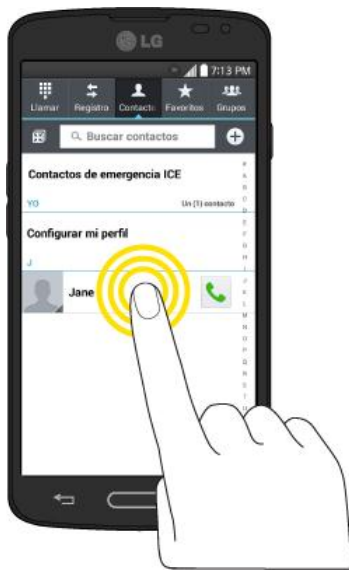 LG
7:13 PM
Llamar Registro Contacto Favoritos Grupos
Buscar contactos
Contactos de emergencia ICE
YO Un (1) contacto
Configurar mi perfil
J
Jane